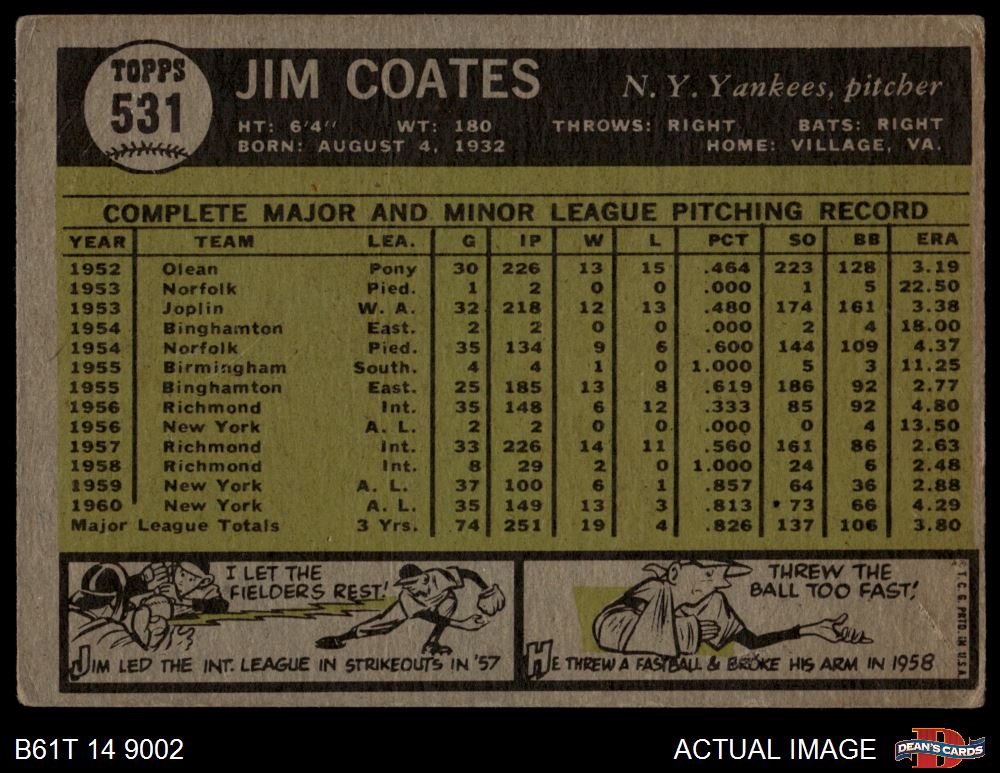 TOPPS
531
JIM COATES
N. Y. Yankees, pitcher
HT: 6'4" WT: 180 THROWS: RIGHT BATS: RIGHT
BORN: AUGUST 4, 1932 HOME: VILLAGE, VA.
COMPLETE MAJOR AND MINOR LEAGUE PITCHING RECORD
YEAR TEAM LEA. G IP W L PCT SO BB ERA
1952 Olean Pony 30 226 13 15 .464 223 128 3.19
1953 Norfolk Pied. 1 2 0 0 .000 1 5 22.50
1953 Joplin W. A. 32 218 12 13 .480 174 161 3.38
1954 Binghamton East. 2 2 0 0 .000 2 4 18.00
1954 Norfolk Pied. 35 134 9 6 .600 144 109 4.37
1955 Birmingham South. 4 4 1 0 1.000 5 3 11.25
1955 Binghamton East. 25 185 13 8 .619 186 92 2.77
1956 Richmond Int. 35 148 6 12 .333 85 92 4.80
1956 New York A. L. 2 2 0 0 .000 0 4 13.50
1957 Richmond Int. 33 226 14 11 .560 161 86 2.63
1958 Richmond Int. 8 29 2 0 1.000 24 6 2.48
1959 New York A. L. 37 100 6 1 .857 64 36 2.88
1960 New York A. L. 35 149 13 3 .813 73 66 4.29
Major League Totals 3 Yrs. 74 251 19 4 .826 137 106 3.80
I LET THE
FIELDERS REST!
JIM LED THE INT. LEAGUE IN STRIKEOUTS IN '57
THREW THE
BALL TOO FAST!
HE THREW A FASTBALL & BROKE HIS ARM IN 1958
T. C. G. PRTD IN U.S.A.
B61T 14 9002
ACTUAL IMAGE
DEAN'S CARDS